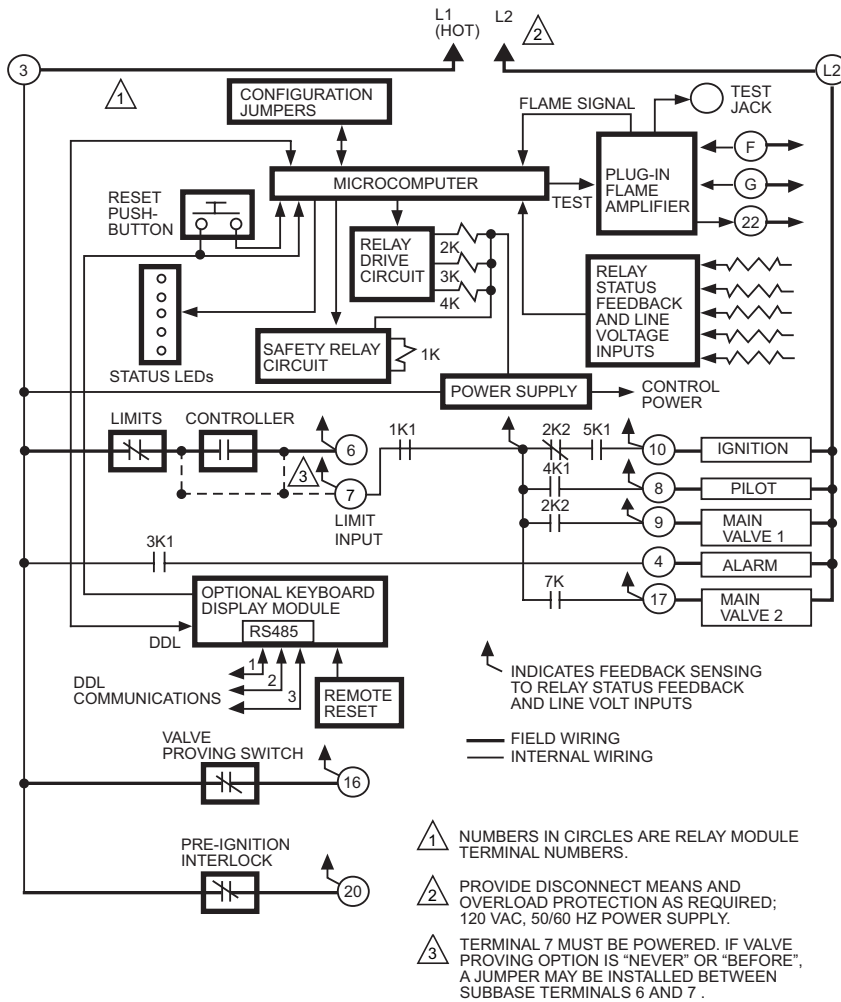 L1
(HOT)
L2
2
3
L2
1
CONFIGURATION
JUMPERS
FLAME SIGNAL
TEST
JACK
F
PLUG-IN
FLAME
AMPLIFIER
G
MICROCOMPUTER
TEST
22
RESET
PUSH-
BUTTON
RELAY
DRIVE
CIRCUIT
2K
3K
4K
RELAY
STATUS
FEEDBACK
AND LINE
VOLTAGE
INPUTS
SAFETY RELAY
CIRCUIT
1K
STATUS LEDs
POWER SUPPLY
CONTROL
POWER
LIMITS
CONTROLLER
6
1K1
2K2
5K1
10
IGNITION
3
7
LIMIT
INPUT
4K1
8
PILOT
2K2
9
MAIN
VALVE 1
3K1
4
ALARM
7K
17
MAIN
VALVE 2
OPTIONAL KEYBOARD
DISPLAY MODULE
RS485
DDL
1
2
3
DDL
COMMUNICATIONS
REMOTE
RESET
INDICATES FEEDBACK SENSING
TO RELAY STATUS FEEDBACK
AND LINE VOLT INPUTS
FIELD WIRING
INTERNAL WIRING
VALVE
PROVING SWITCH
16
PRE-IGNITION
INTERLOCK
20
1 NUMBERS IN CIRCLES ARE RELAY MODULE
TERMINAL NUMBERS.
2 PROVIDE DISCONNECT MEANS AND
OVERLOAD PROTECTION AS REQUIRED;
120 VAC, 50/60 HZ POWER SUPPLY.
3 TERMINAL 7 MUST BE POWERED. IF VALVE
PROVING OPTION IS “NEVER” OR “BEFORE”,
A JUMPER MAY BE INSTALLED BETWEEN
SUBBASE TERMINALS 6 AND 7 .